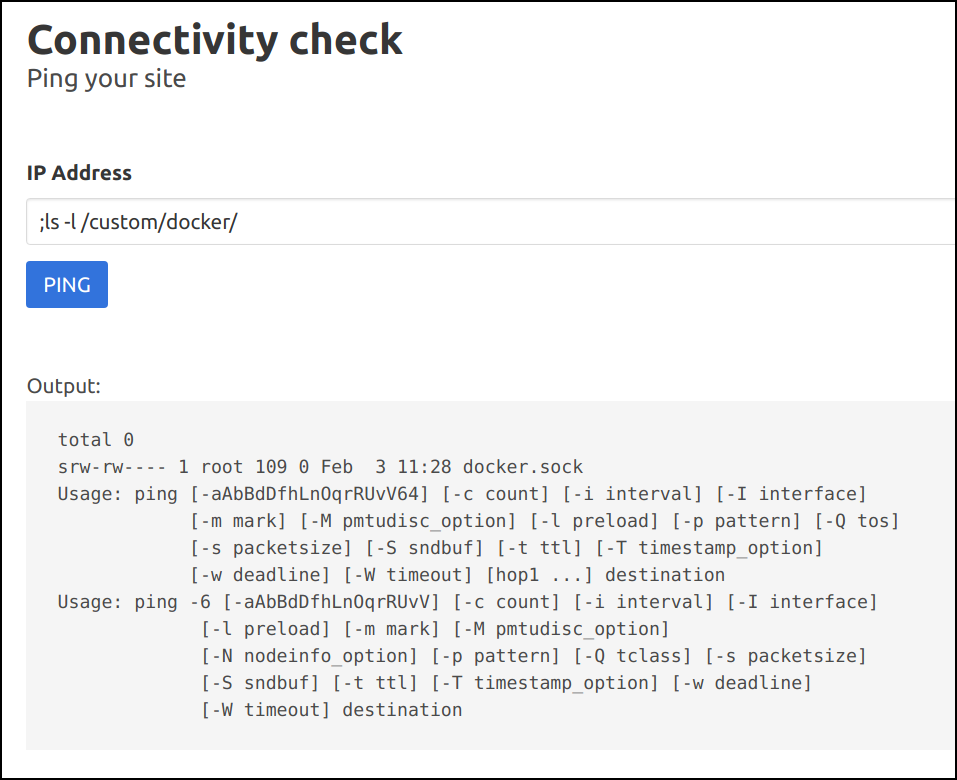 Connectivity check
Ping your site
IP Address
;ls -l /custom/docker/
PING
Output:
total 0
srw-rw---- 1 root 109 0 Feb  3 11:28 docker.sock
Usage: ping [-aAbBdDfhLnOqrRUvV64] [-c count] [-i interval] [-I interface]
            [-m mark] [-M pmtudisc_option] [-l preload] [-p pattern] [-Q tos]
            [-s packetsize] [-S sndbuf] [-t ttl] [-T timestamp_option]
            [-w deadline] [-W timeout] [hop1 ...] destination
Usage: ping -6 [-aAbBdDfhLnOqrRUvV] [-c count] [-i interval] [-I interface]
             [-l preload] [-m mark] [-M pmtudisc_option]
             [-N nodeinfo_option] [-p pattern] [-Q tclass] [-s packetsize]
             [-S sndbuf] [-t ttl] [-T timestamp_option] [-w deadline]
             [-W timeout] destination